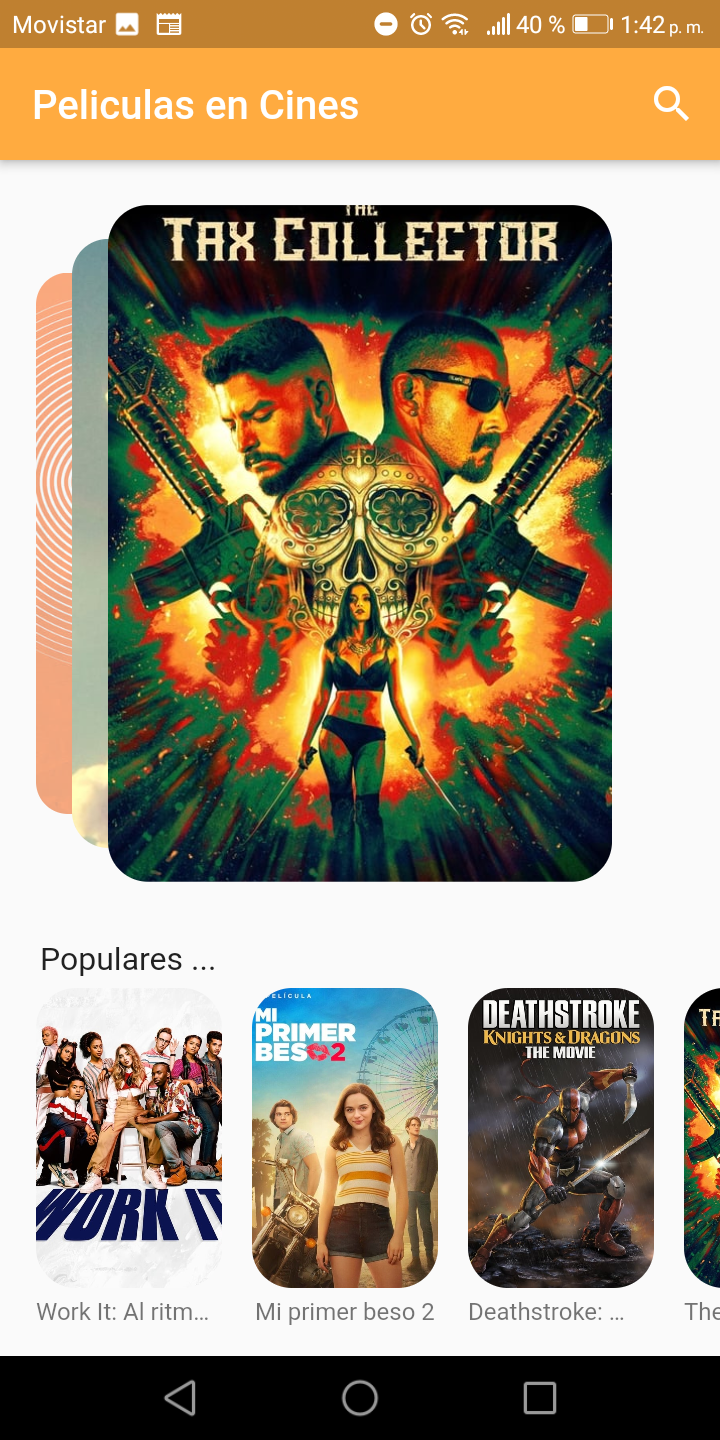 Movistar 40 % 1:42 p. m.
Peliculas en Cines
THE
TAX COLLECTOR
Populares ...
PELÍCULA
MI
PRIMER
BESO 2
DEATHSTROKE
KNIGHTS & DRAGONS
THE MOVIE
WORK IT
Work It: Al ritm...
Mi primer beso 2
Deathstroke: ...
The